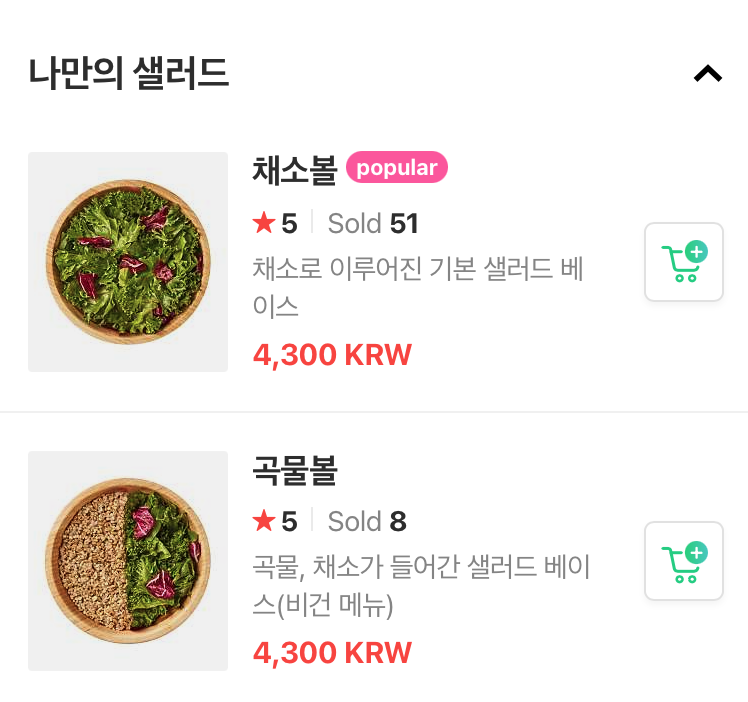 나만의 샐러드
채소볼 popular
★ 5 | Sold 51
채소로 이루어진 기본 샐러드 베
이스
4,300 KRW
곡물볼
★ 5 | Sold 8
곡물, 채소가 들어간 샐러드 베이
스(비건 메뉴)
4,300 KRW